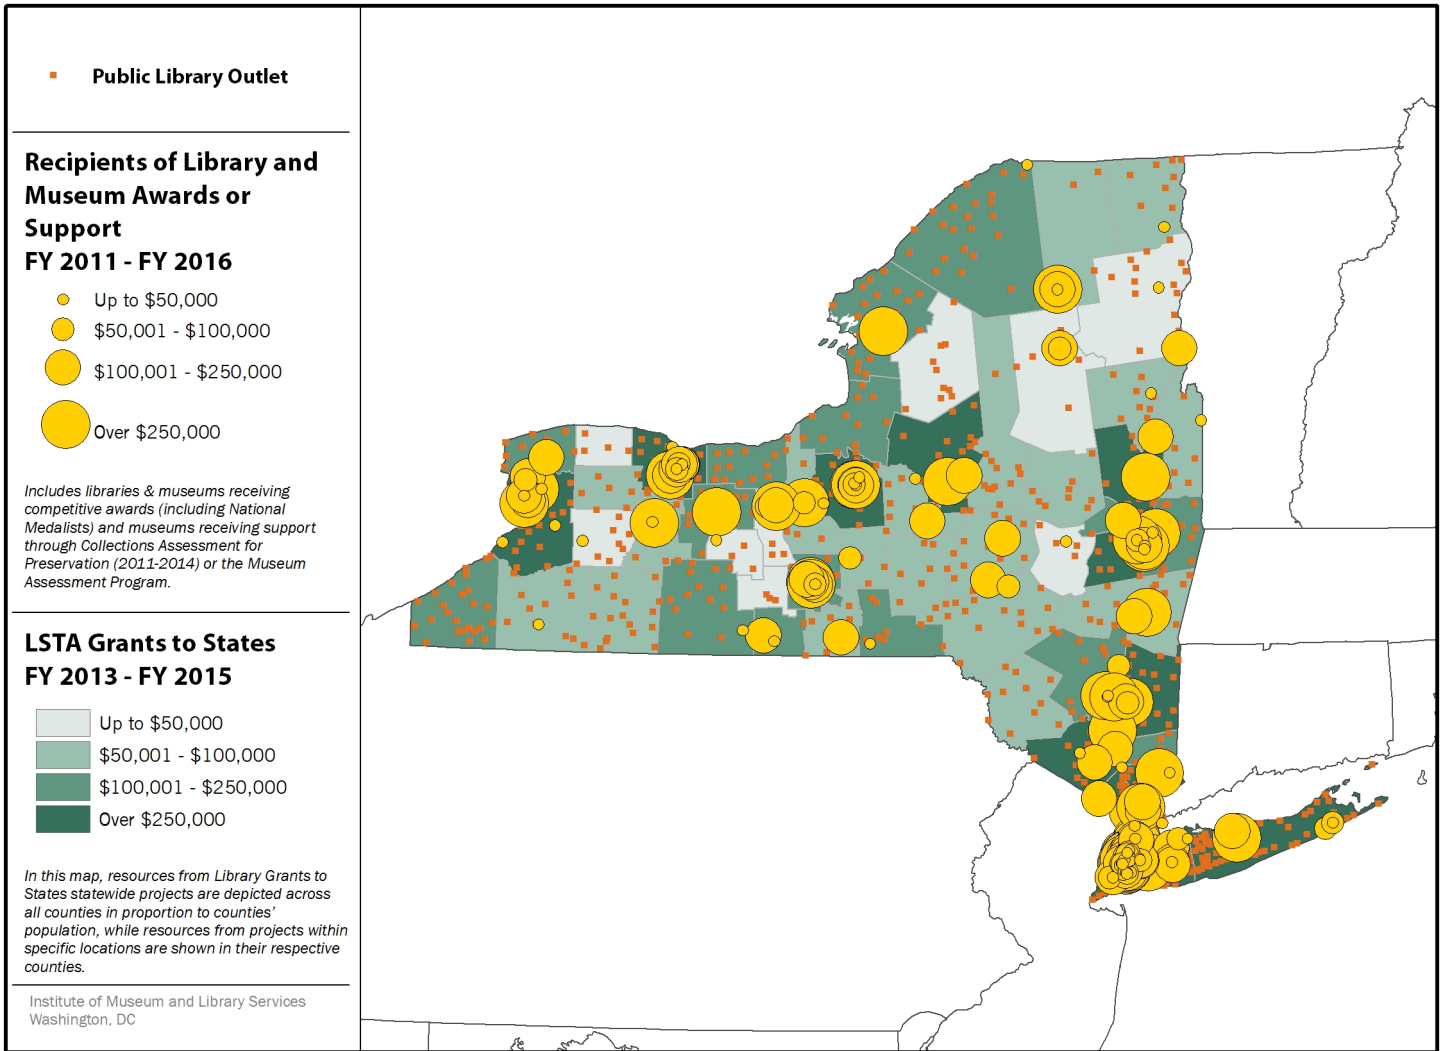 Public Library Outlet
Recipients of Library and
Museum Awards or
Support
FY 2011 - FY 2016
Up to $50,000
$50,001 - $100,000
$100,001 - $250,000
Over $250,000
Includes libraries & museums receiving
competitive awards (including National
Medalists) and museums receiving support
through Collections Assessment for
Preservation (2011-2014) or the Museum
Assessment Program.
LSTA Grants to States
FY 2013 - FY 2015
Up to $50,000
$50,001 - $100,000
$100,001 - $250,000
Over $250,000
In this map, resources from Library Grants to
States statewide projects are depicted across
all counties in proportion to counties'
population, while resources from projects within
specific locations are shown in their respective
counties.
Institute of Museum and Library Services
Washington, DC